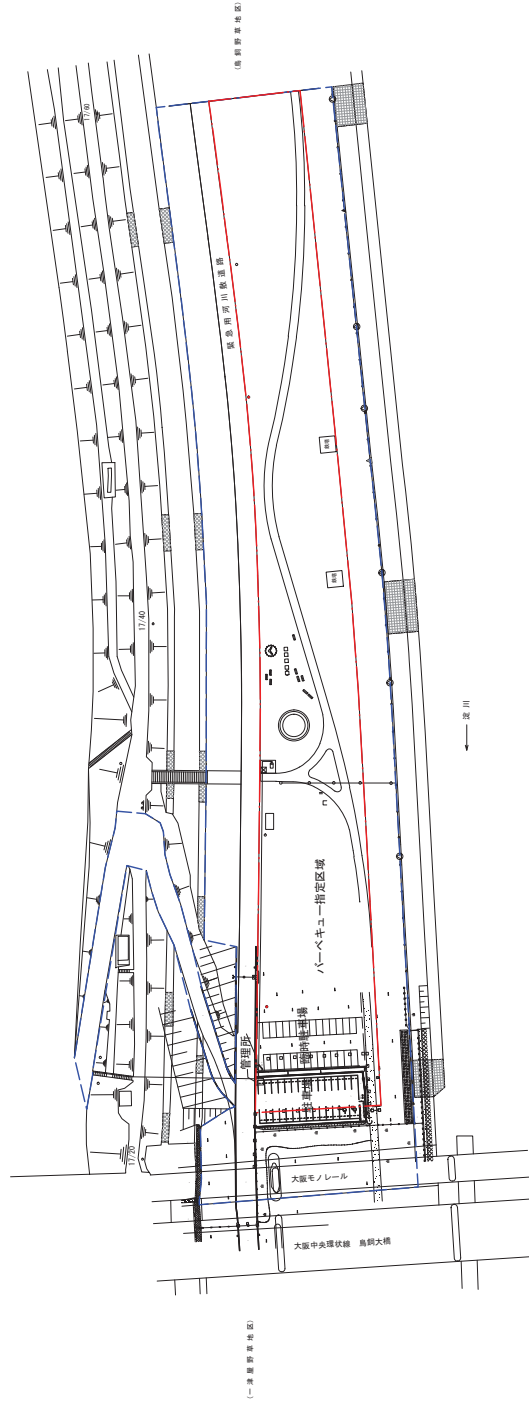 (鳥飼野草地区)
17/60
緊急用河川敷道路
17/40
淀川
バーベキュー指定区域
管理所
駐車場
臨時駐車場
17/20
大阪モノレール
大阪中央環状線 鳥飼大橋
(一津屋野草地区)